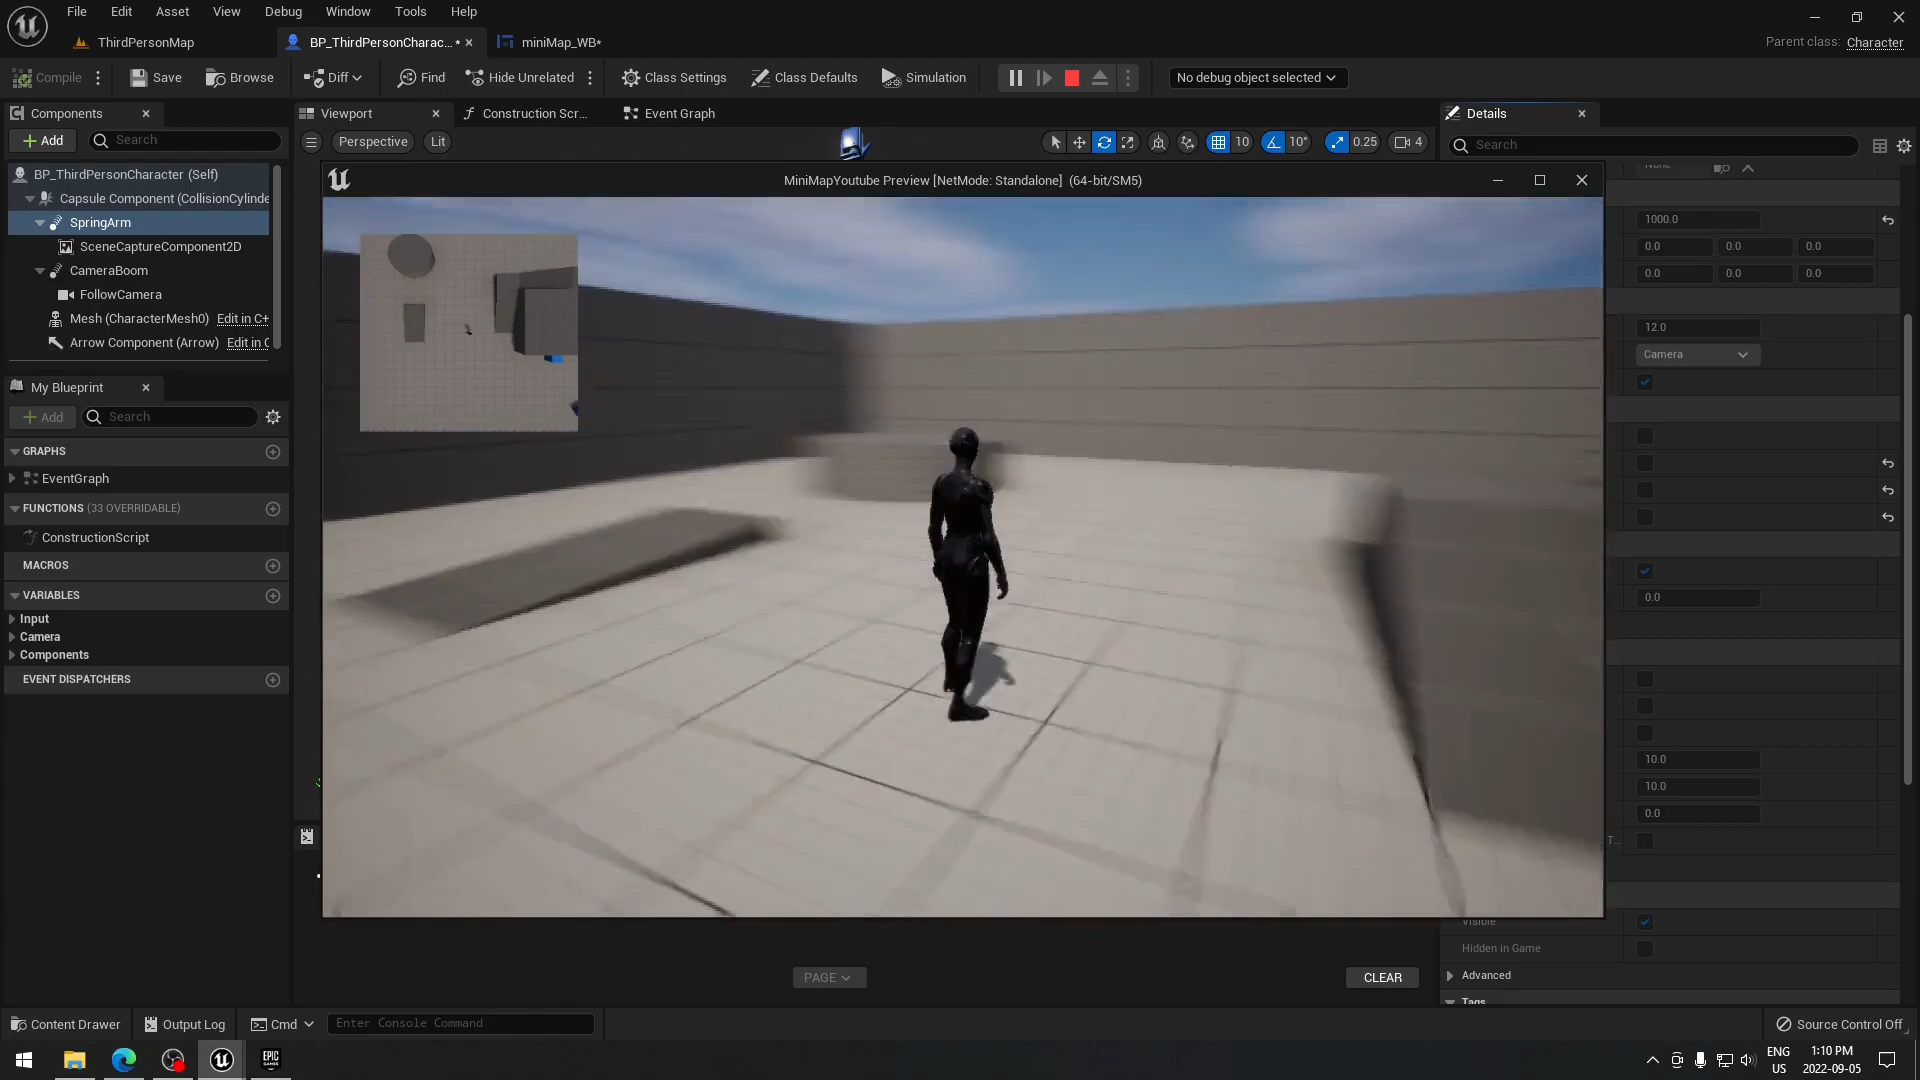 File Edit Asset View Debug Window Tools Help
ThirdPersonMap
BP_ThirdPersonCharac... *
miniMap_WB*
Parent class: Character
Compile
Save
Browse
Diff
Find
Hide Unrelated
Class Settings
Class Defaults
Simulation
No debug object selected
Components
Viewport
Construction Scr...
Event Graph
Details
Add
Search
Perspective
Lit
10
10°
0.25
4
Search
BP_ThirdPersonCharacter (Self)
Capsule Component (CollisionCylinde
SpringArm
SceneCaptureComponent2D
CameraBoom
FollowCamera
Mesh (CharacterMesh0) Edit in C+
Arrow Component (Arrow) Edit in C
MiniMapYoutube Preview [NetMode: Standalone] (64-bit/SM5)
1000.0
0.0 0.0 0.0
0.0 0.0 0.0
12.0
Camera
0.0
10.0
10.0
0.0
T...
Visible
Hidden in Game
Advanced
Tags
My Blueprint
Add
Search
GRAPHS
EventGraph
FUNCTIONS (33 OVERRIDABLE)
ConstructionScript
MACROS
VARIABLES
Input
Camera
Components
EVENT DISPATCHERS
PAGE
CLEAR
Content Drawer
Output Log
Cmd
Enter Console Command
Source Control Off
EPIC
GAMES
ENG
US
1:10 PM
2022-09-05